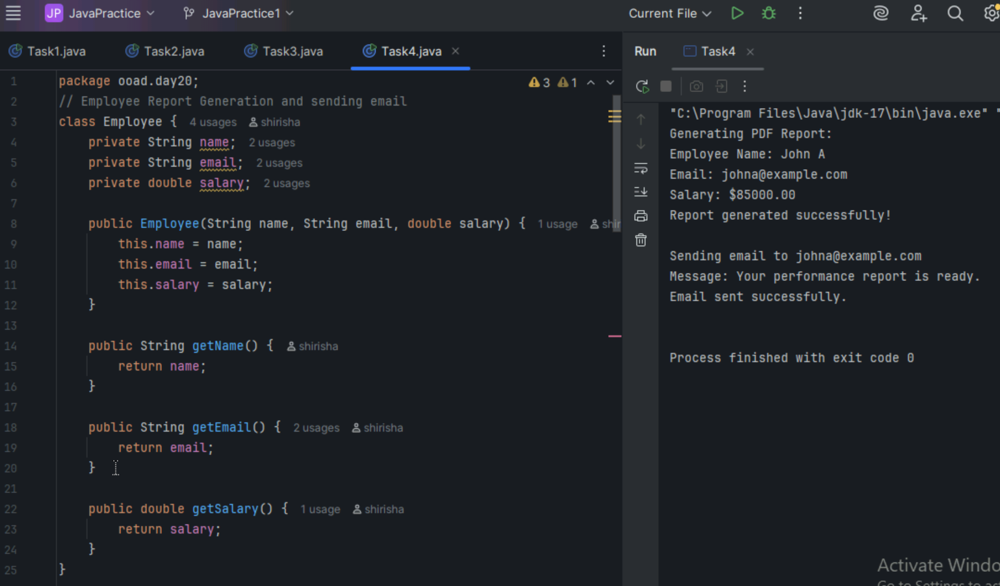 JP JavaPractice JavaPractice1 Current File
Task1.java Task2.java Task3.java Task4.java
Run Task4
3 1
1 package ooad.day20;
2 // Employee Report Generation and sending email
3 class Employee { 4 usages shirisha
4 private String name; 2 usages
5 private String email; 2 usages
6 private double salary; 2 usages
7
8 public Employee(String name, String email, double salary) { 1 usage shir
9 this.name = name;
10 this.email = email;
11 this.salary = salary;
12 }
13
14 public String getName() { shirisha
15 return name;
16 }
17
18 public String getEmail() { 2 usages shirisha
19 return email;
20 }
21
22 public double getSalary() { 1 usage shirisha
23 return salary;
24 }
25 }
"C:\Program Files\Java\jdk-17\bin\java.exe" "
Generating PDF Report:
Employee Name: John A
Email: johna@example.com
Salary: $85000.00
Report generated successfully!
Sending email to johna@example.com
Message: Your performance report is ready.
Email sent successfully.
Process finished with exit code 0
Activate Windo
Go to Settings to ac